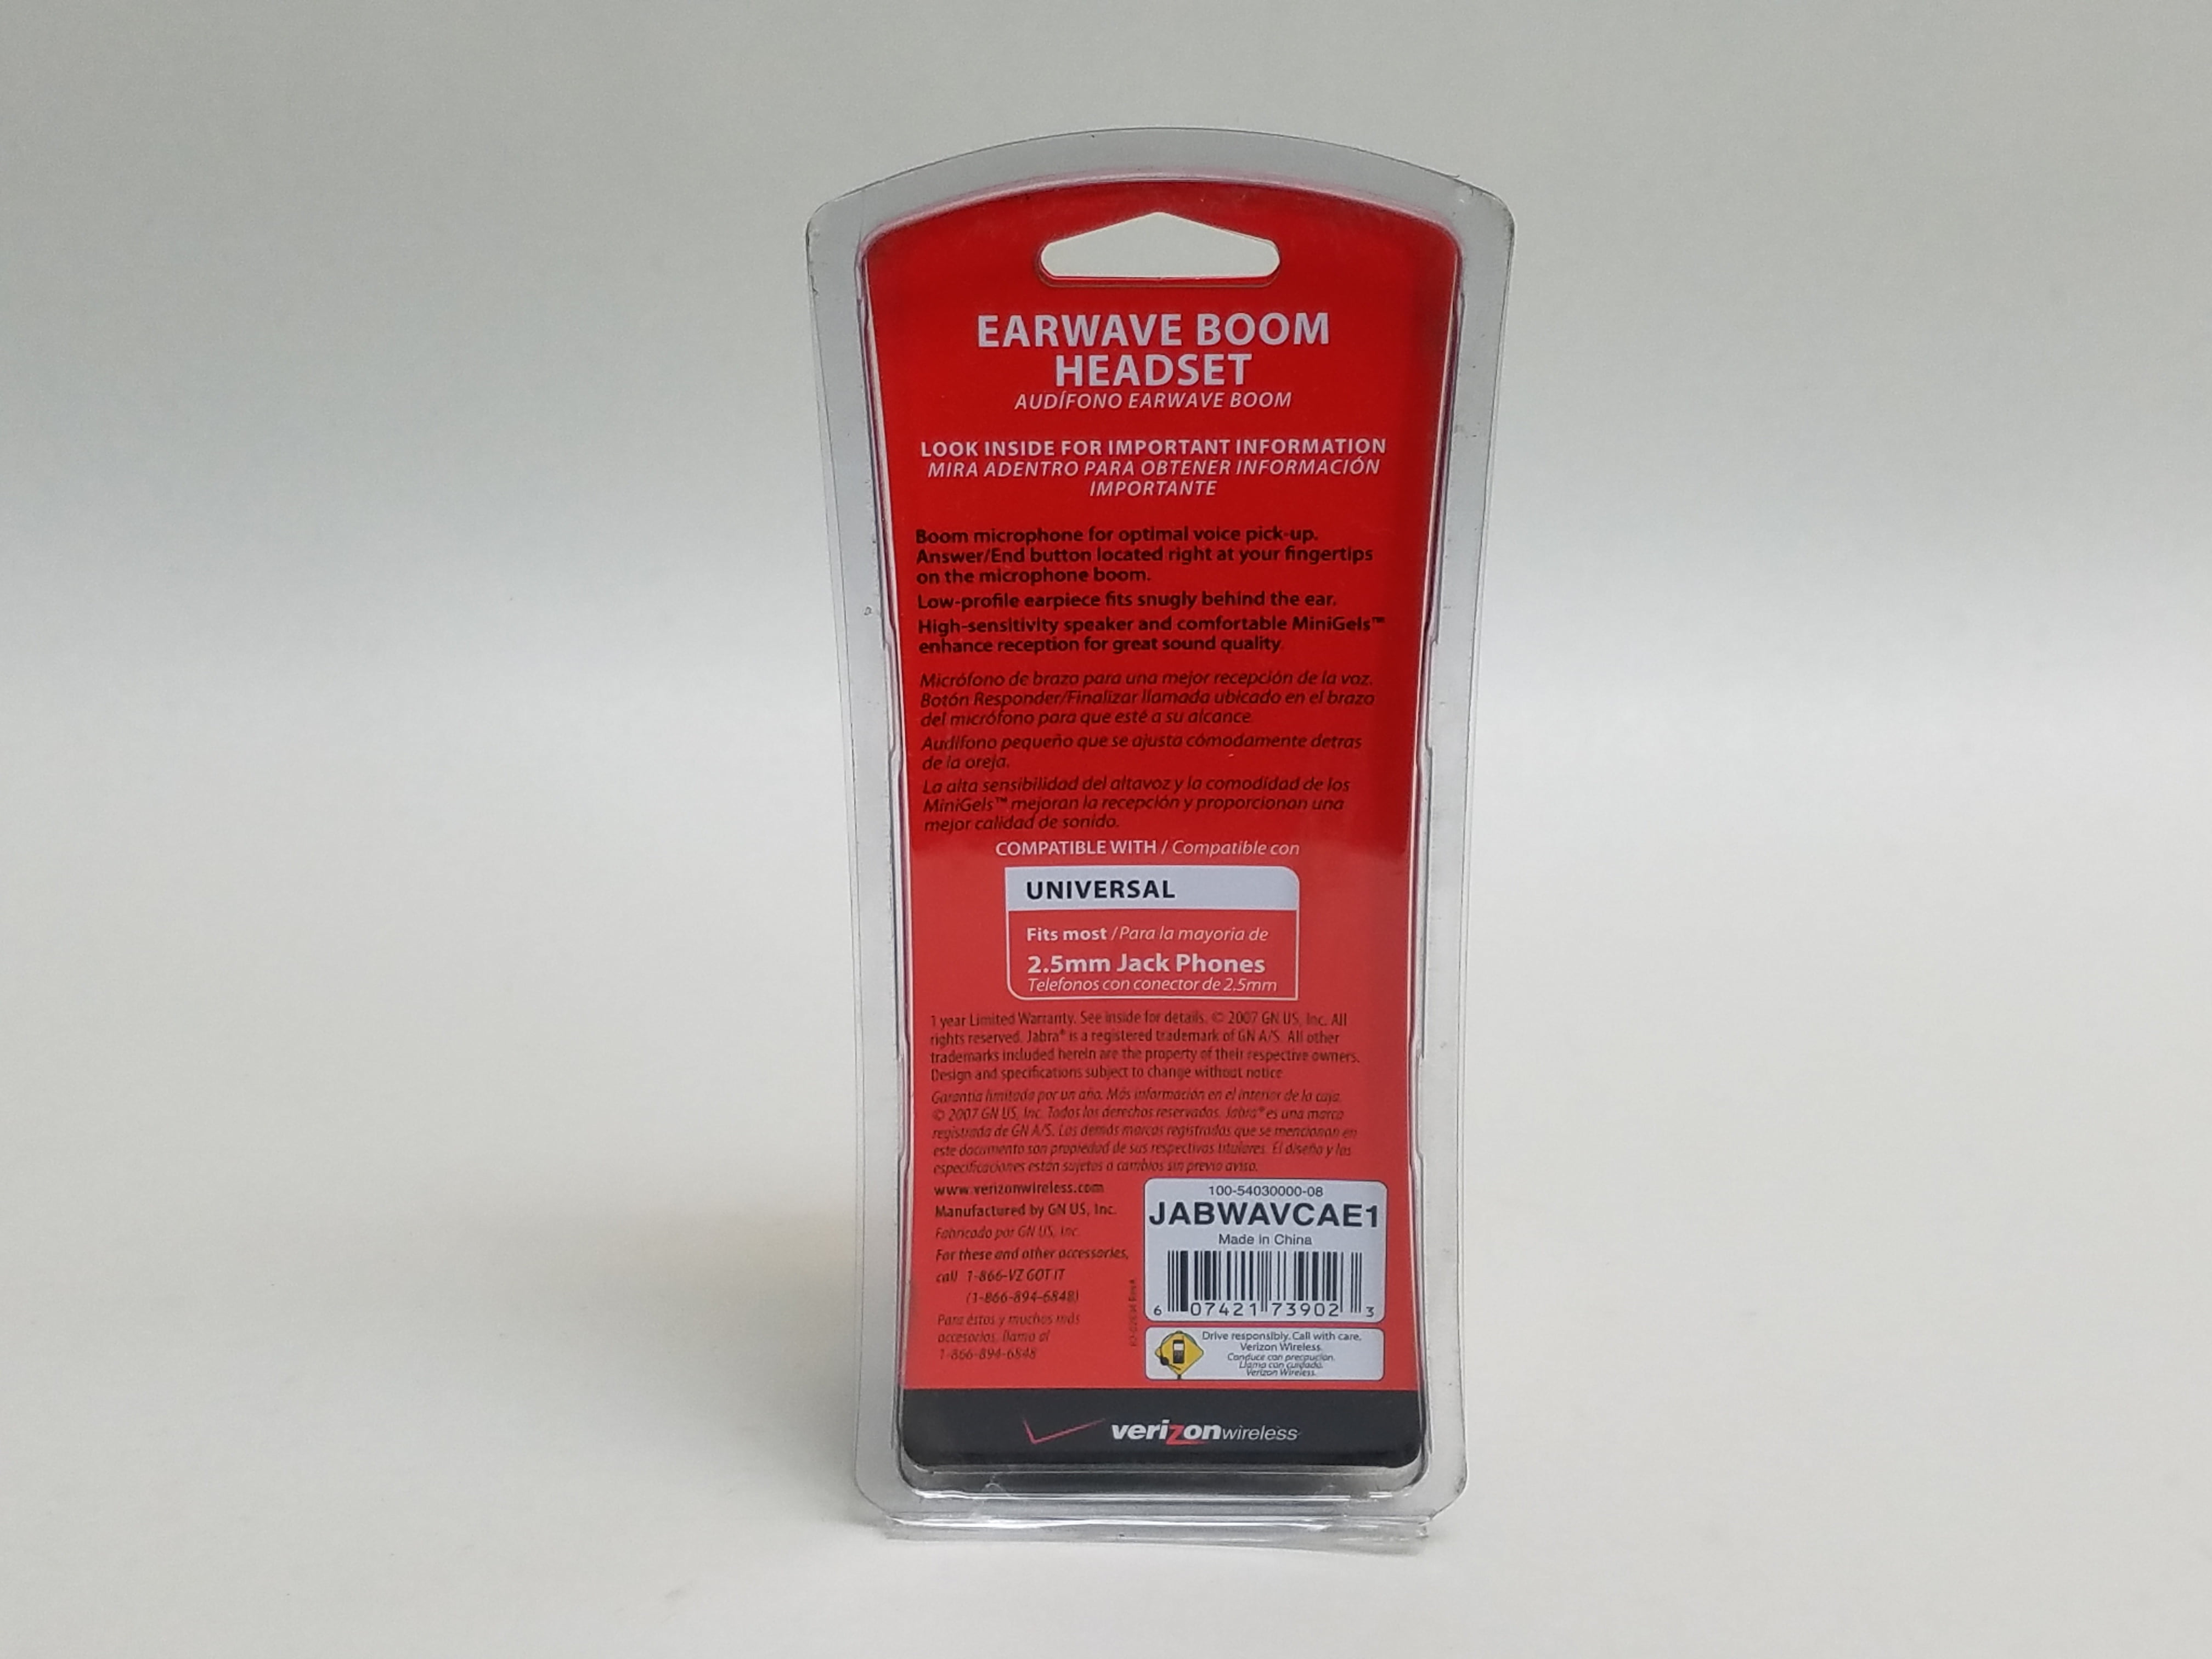 EARWAVE BOOM
HEADSET
AUDÍFONO EARWAVE BOOM
LOOK INSIDE FOR IMPORTANT INFORMATION
MIRA ADENTRO PARA OBTENER INFORMACIÓN
IMPORTANTE
Boom microphone for optimal voice pick-up.
Answer/End button located right at your fingertips
on the microphone boom.
Low-profile earpiece fits snugly behind the ear.
High-sensitivity speaker and comfortable MiniGels™
enhance reception for great sound quality.
Micrófono de brazo para una mejor recepción de la voz.
Botón Responder/Finalizar llamada ubicado en el brazo
del micrófono para que esté a su alcance.
Audífono pequeño que se ajusta cómodamente detras
de la oreja.
La alta sensibilidad del altavoz y la comodidad de los
MiniGels™ mejoran la recepción y proporcionan una
mejor calidad de sonido.
COMPATIBLE WITH / Compatible con
UNIVERSAL
Fits most / Para la mayoria de
2.5mm Jack Phones
Telefonos con conector de 2.5mm
1 year Limited Warranty. See inside for details. © 2007 GN US, Inc. All
rights reserved. Jabra® is a registered trademark of GN A/S. All other
trademarks included herein are the property of their respective owners.
Design and specifications subject to change without notice.
Garantía limitada por un año. Más información en el interior de la caja.
© 2007 GN US, Inc. Todos los derechos reservados. Jabra® es una marca
registrada de GN A/S. Las demás marcas registradas que se mencionan en
este documento son propiedad de sus respectivos titulares. El diseño y las
especificaciones están sujetos a cambios sin previo aviso.
www.verizonwireless.com
Manufactured by GN US, Inc.
Fabricado por GN US, Inc.
For these and other accessories,
call 1-866-VZ GOT IT
(1-866-894-6848)
Para éstos y muchos más
accesorios, llama al
1-866-894-6848
100-54030000-08
JABWAVCAE1
Made in China
6 07421 73902 3
Drive responsibly. Call with care.
Verizon Wireless.
Conduce con precaucion.
Llama con cuidado.
Verizon Wireless.
verizonwireless